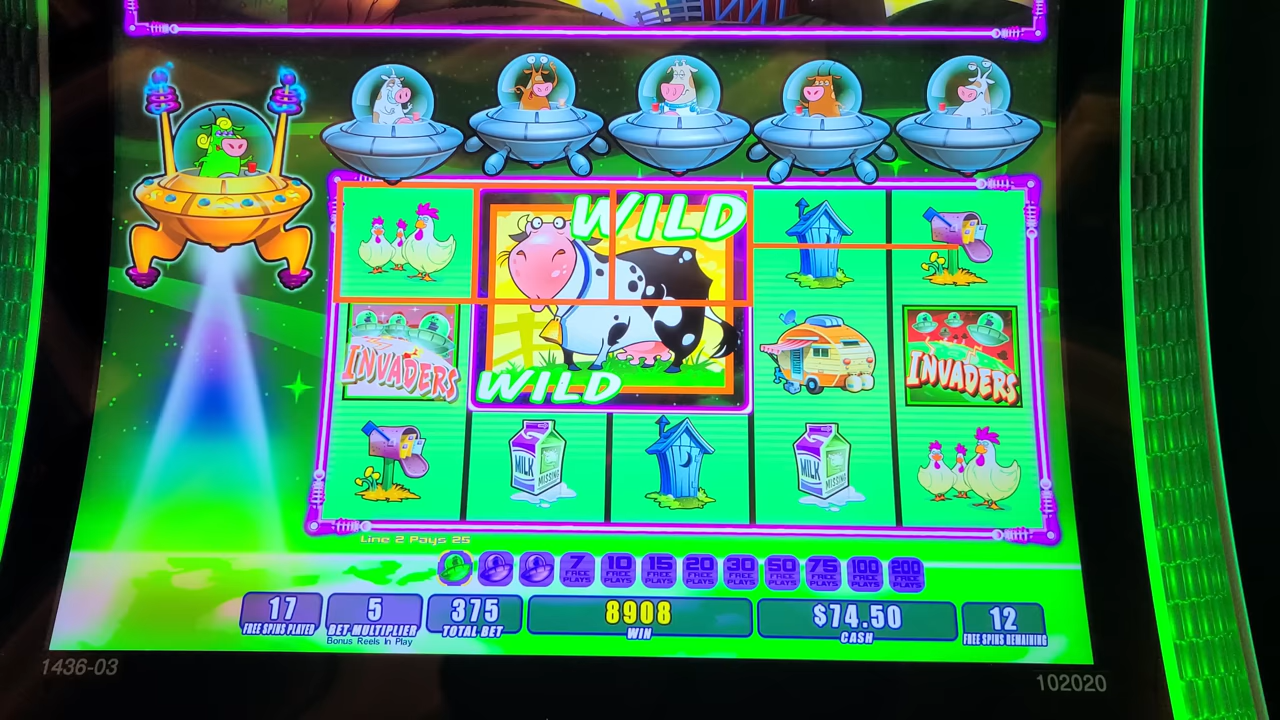 WILD
INVADERS
INVADERS
WILD
MILK
MISSING
MILK
MISSING
Line 2 Pays 25
7 FREE PLAYS
10 FREE PLAYS
15 FREE PLAYS
20 FREE PLAYS
30 FREE PLAYS
50 FREE PLAYS
75 FREE PLAYS
100 FREE PLAYS
200 FREE PLAYS
17
FREE SPINS PLAYED
5
BET MULTIPLIER
Bonus Reels In Play
375
TOTAL BET
8908
WIN
$74.50
CASH
12
FREE SPINS REMAINING
1436-03
102020